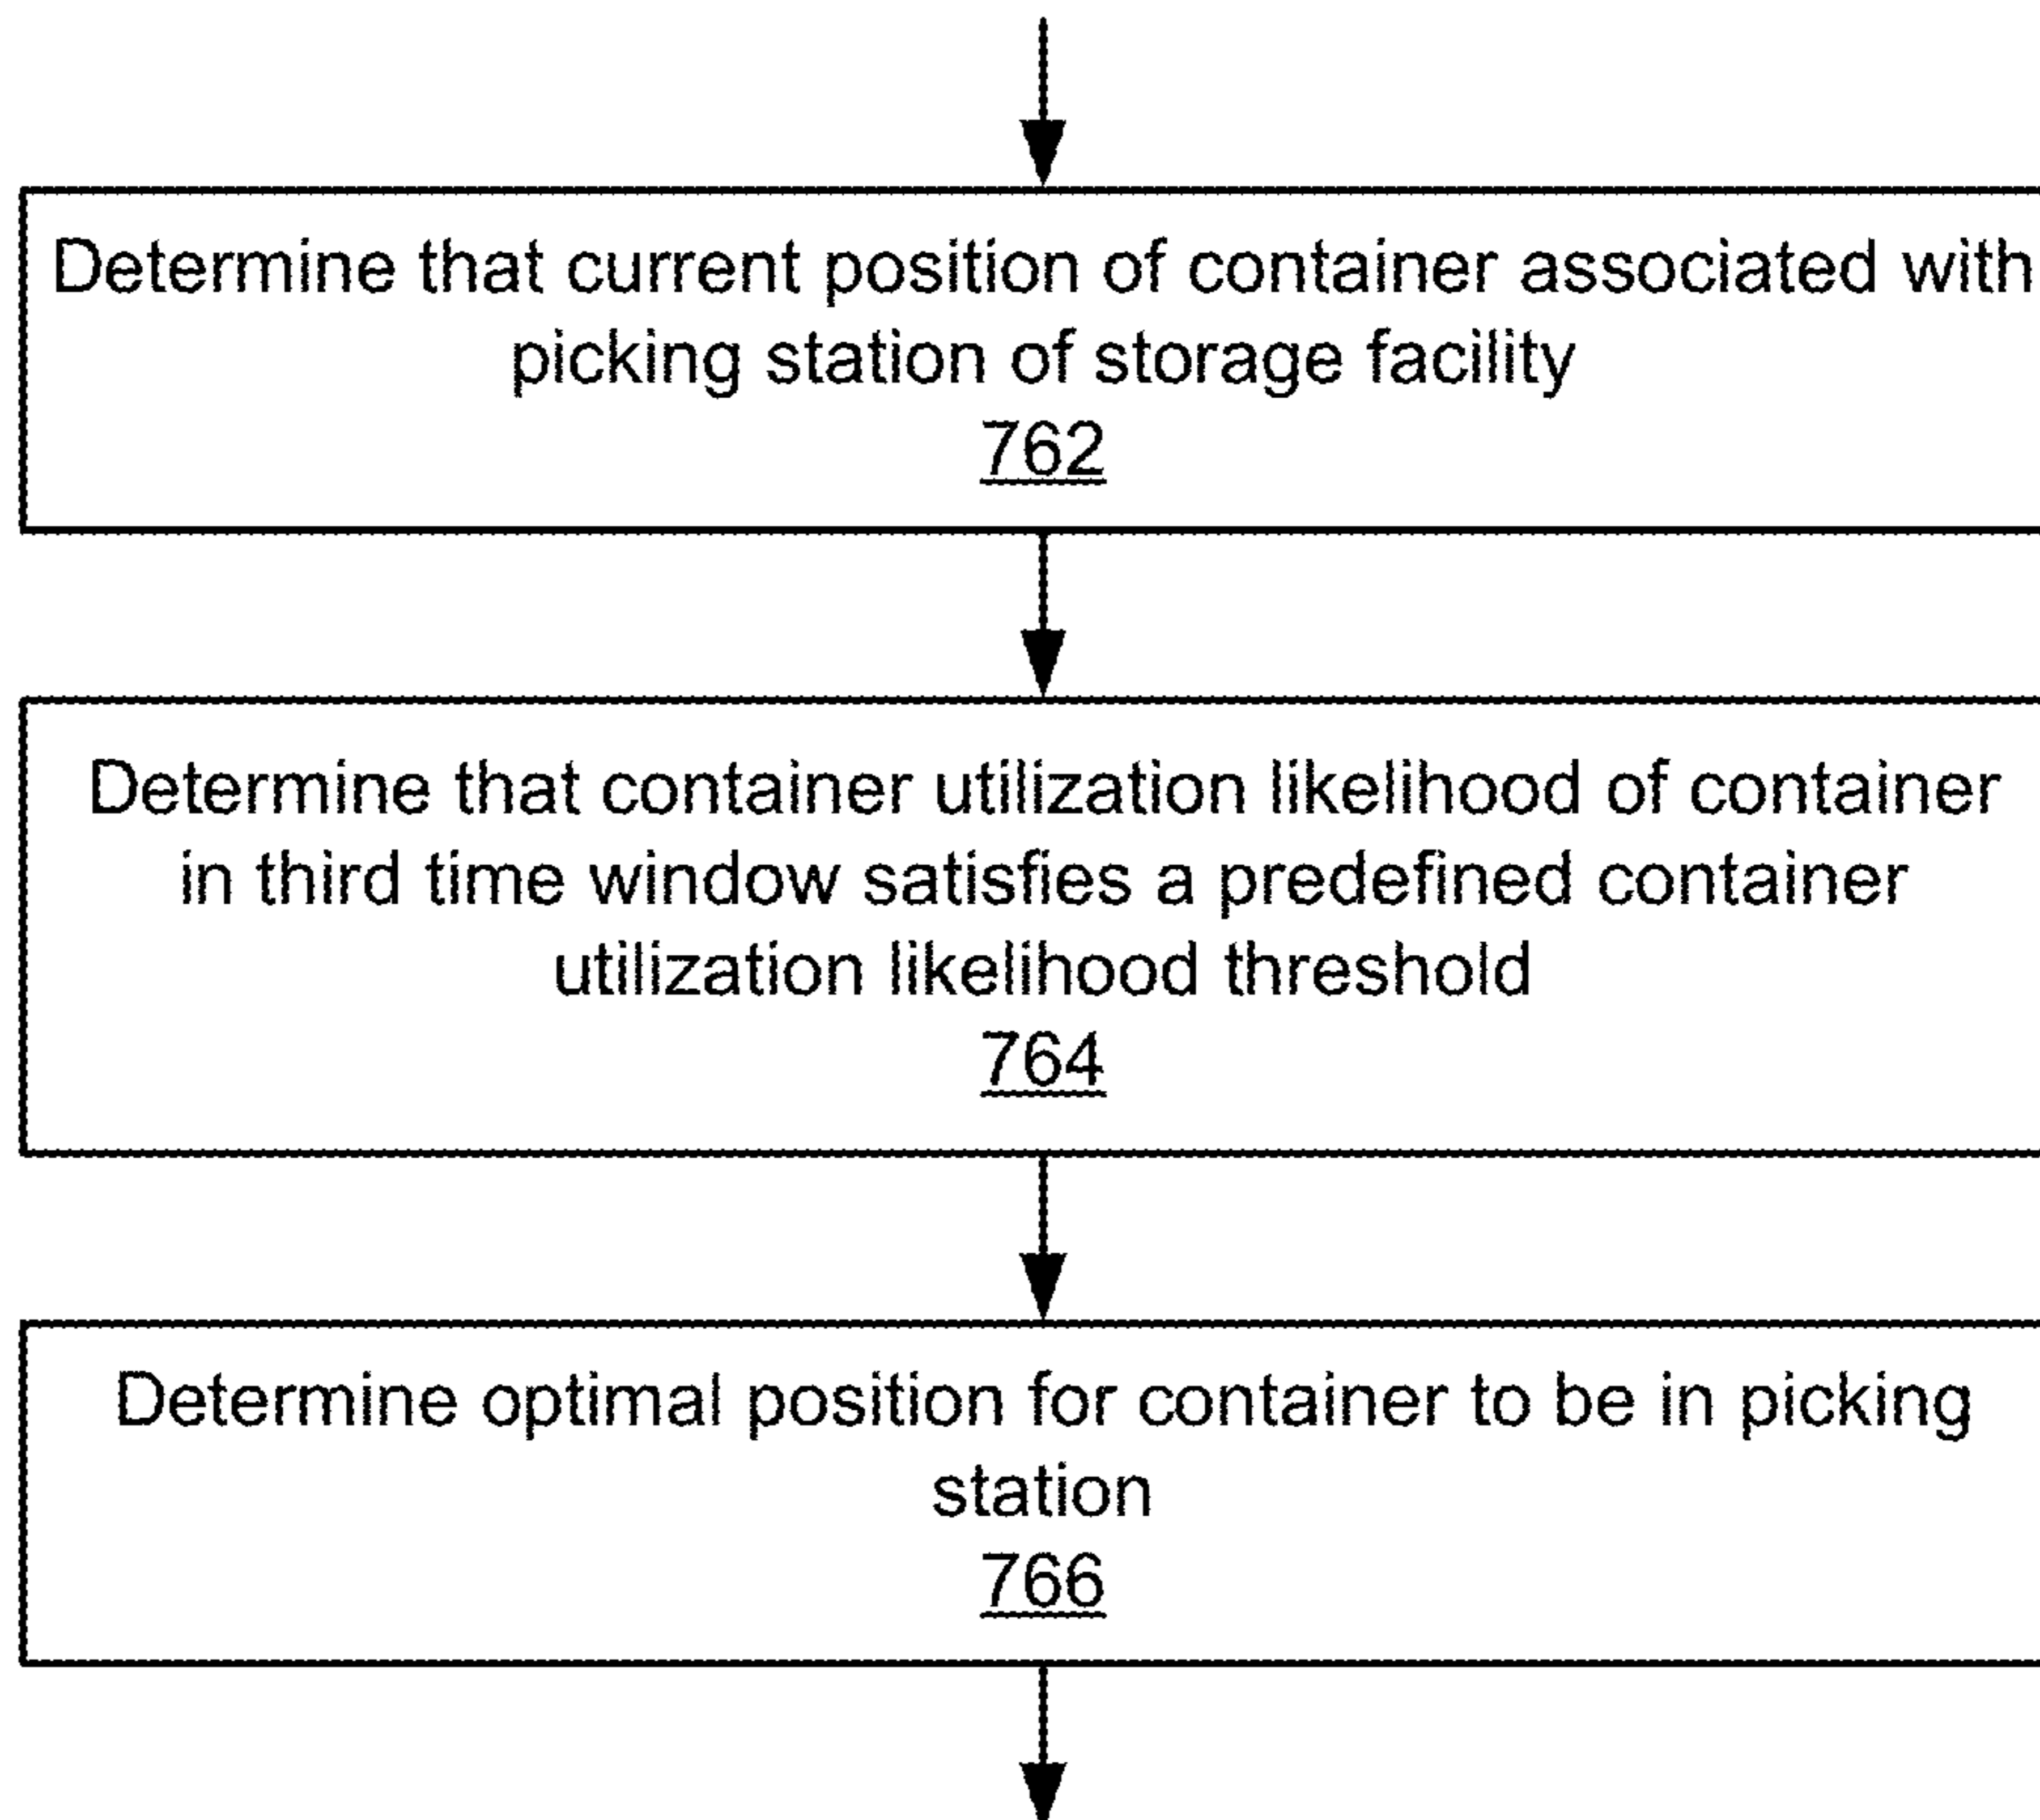 Determine that current position of container associated with
picking station of storage facility
762
Determine that container utilization likelihood of container
in third time window satisfies a predefined container
utilization likelihood threshold
764
Determine optimal position for container to be in picking
station
766